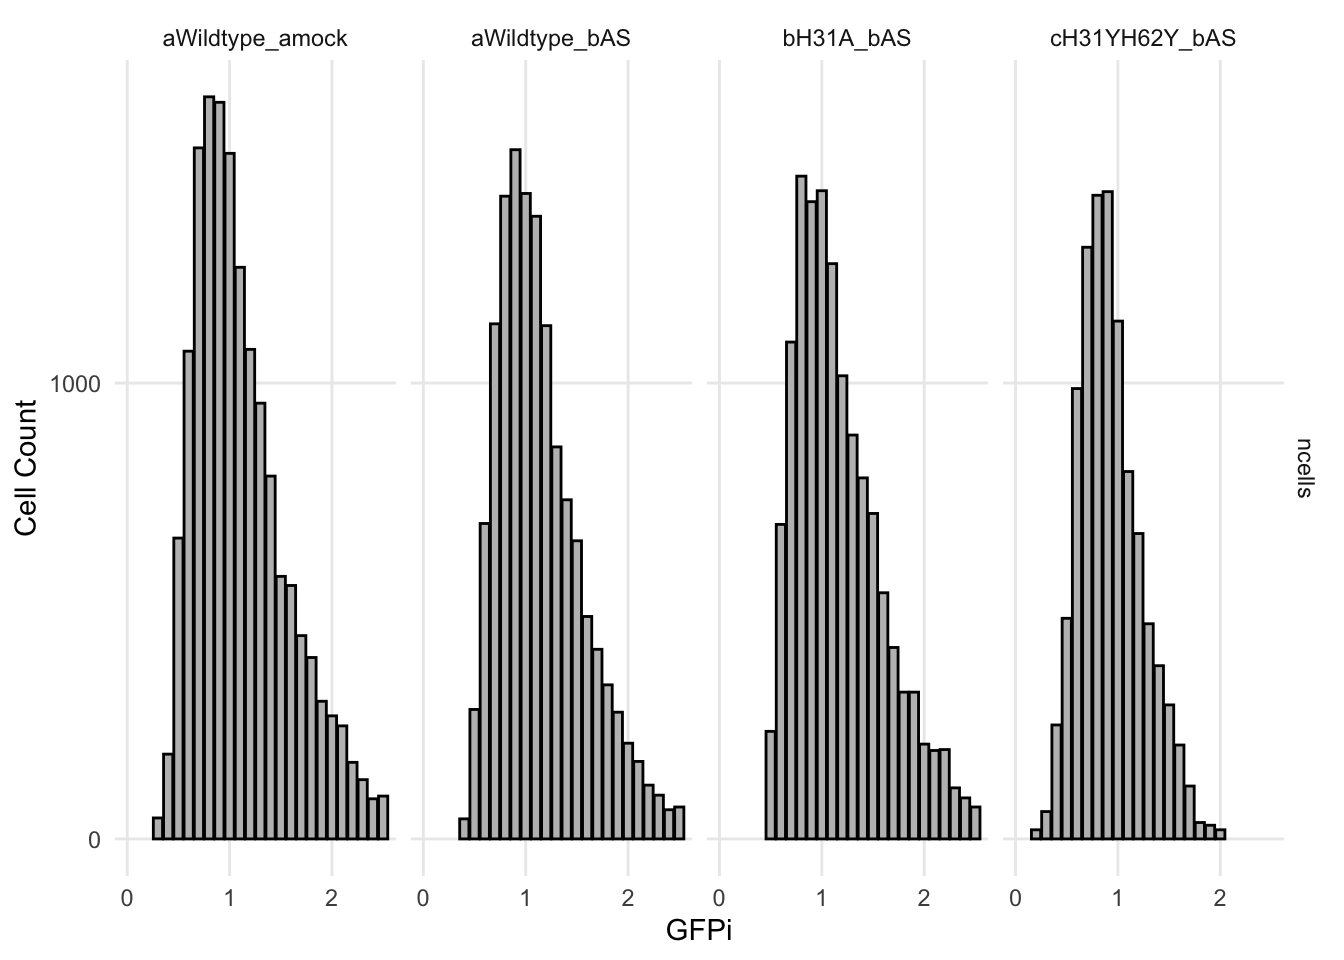 aWildtype_amock aWildtype_bAS bH31A_bAS cH31YH62Y_bAS
1000
0
Cell Count
ncells
0 1 2 0 1 2 0 1 2 0 1 2
GFPi